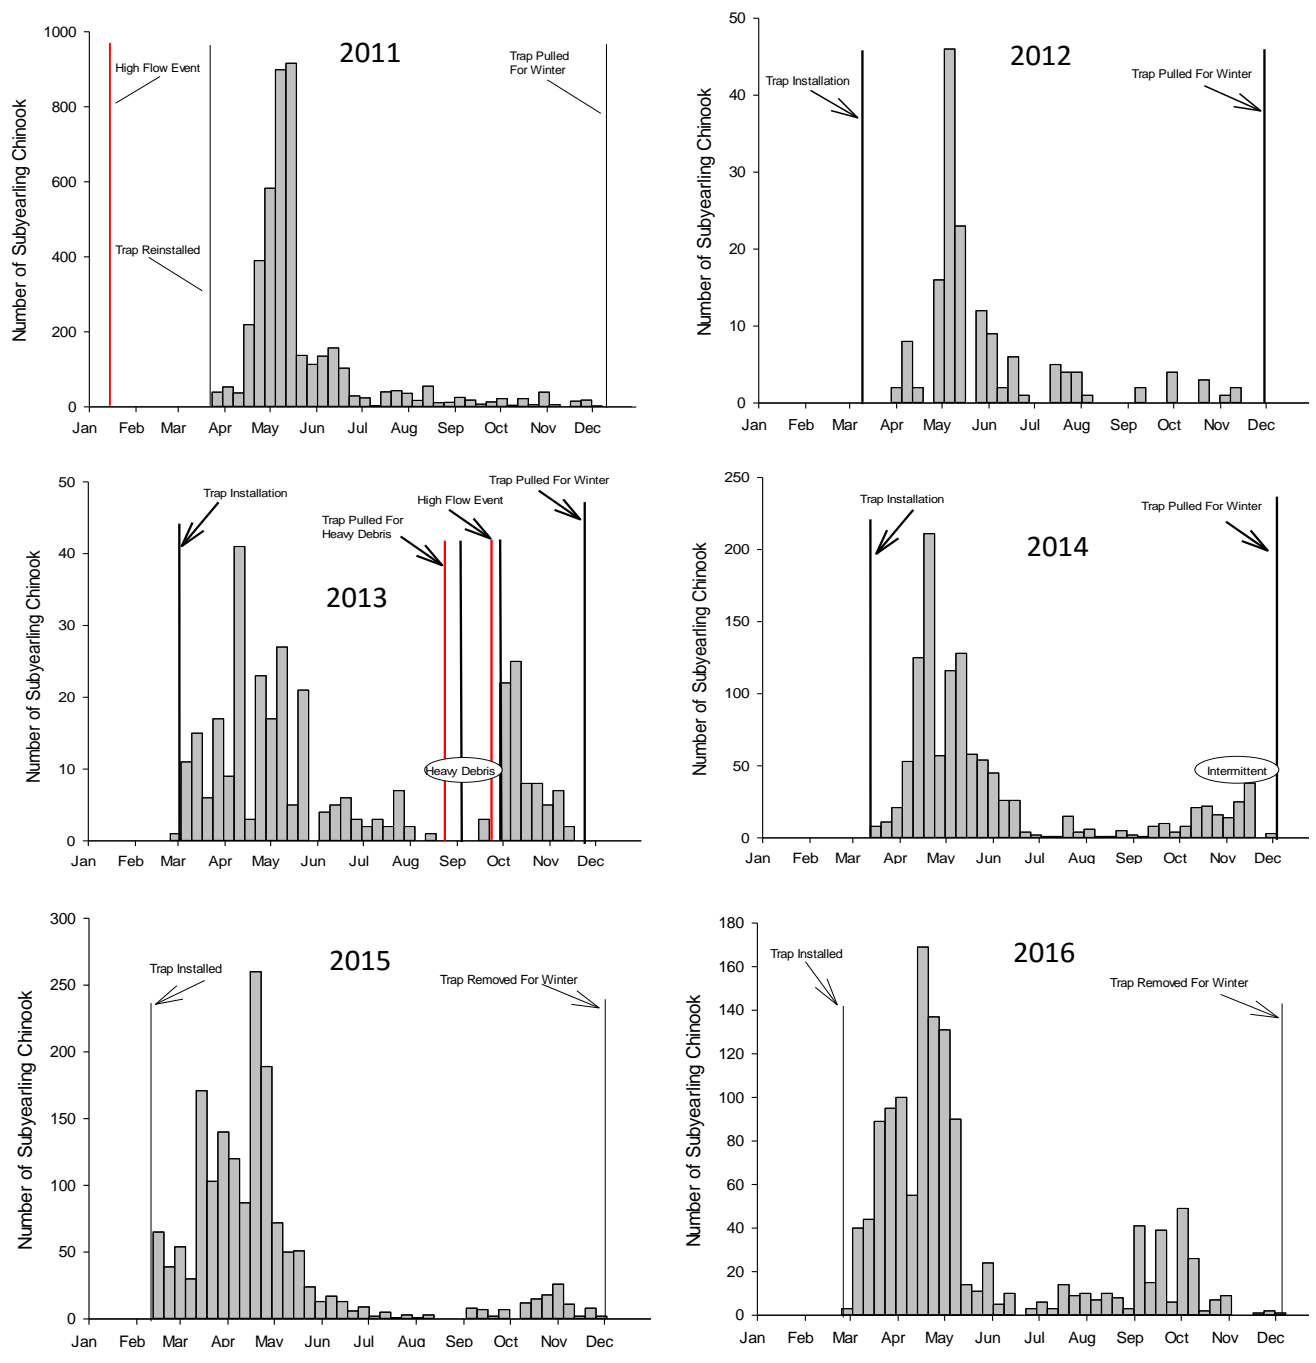 2011
Number of Subyearling Chinook
1000
800
600
400
200
0
High Flow Event
Trap Reinstalled
Trap Pulled
For Winter
Jan Feb Mar Apr May Jun Jul Aug Sep Oct Nov Dec
2012
Number of Subyearling Chinook
50
40
30
20
10
0
Trap Installation
Trap Pulled For Winter
Jan Feb Mar Apr May Jun Jul Aug Sep Oct Nov Dec
2013
Number of Subyearling Chinook
50
40
30
20
10
0
Trap Installation
Trap Pulled For
Heavy Debris
High Flow Event
Trap Pulled For Winter
Heavy Debris
Jan Feb Mar Apr May Jun Jul Aug Sep Oct Nov Dec
2014
Number of Subyearling Chinook
250
200
150
100
50
0
Trap Installation
Trap Pulled For Winter
Intermittent
Jan Feb Mar Apr May Jun Jul Aug Sep Oct Nov Dec
2015
Number of Subyearling Chinook
300
250
200
150
100
50
0
Trap Installed
Trap Removed For Winter
Jan Feb Mar Apr May Jun Jul Aug Sep Oct Nov Dec
2016
Number of Subyearling Chinook
180
160
140
120
100
80
60
40
20
0
Trap Installed
Trap Removed For Winter
Jan Feb Mar Apr May Jun Jul Aug Sep Oct Nov Dec